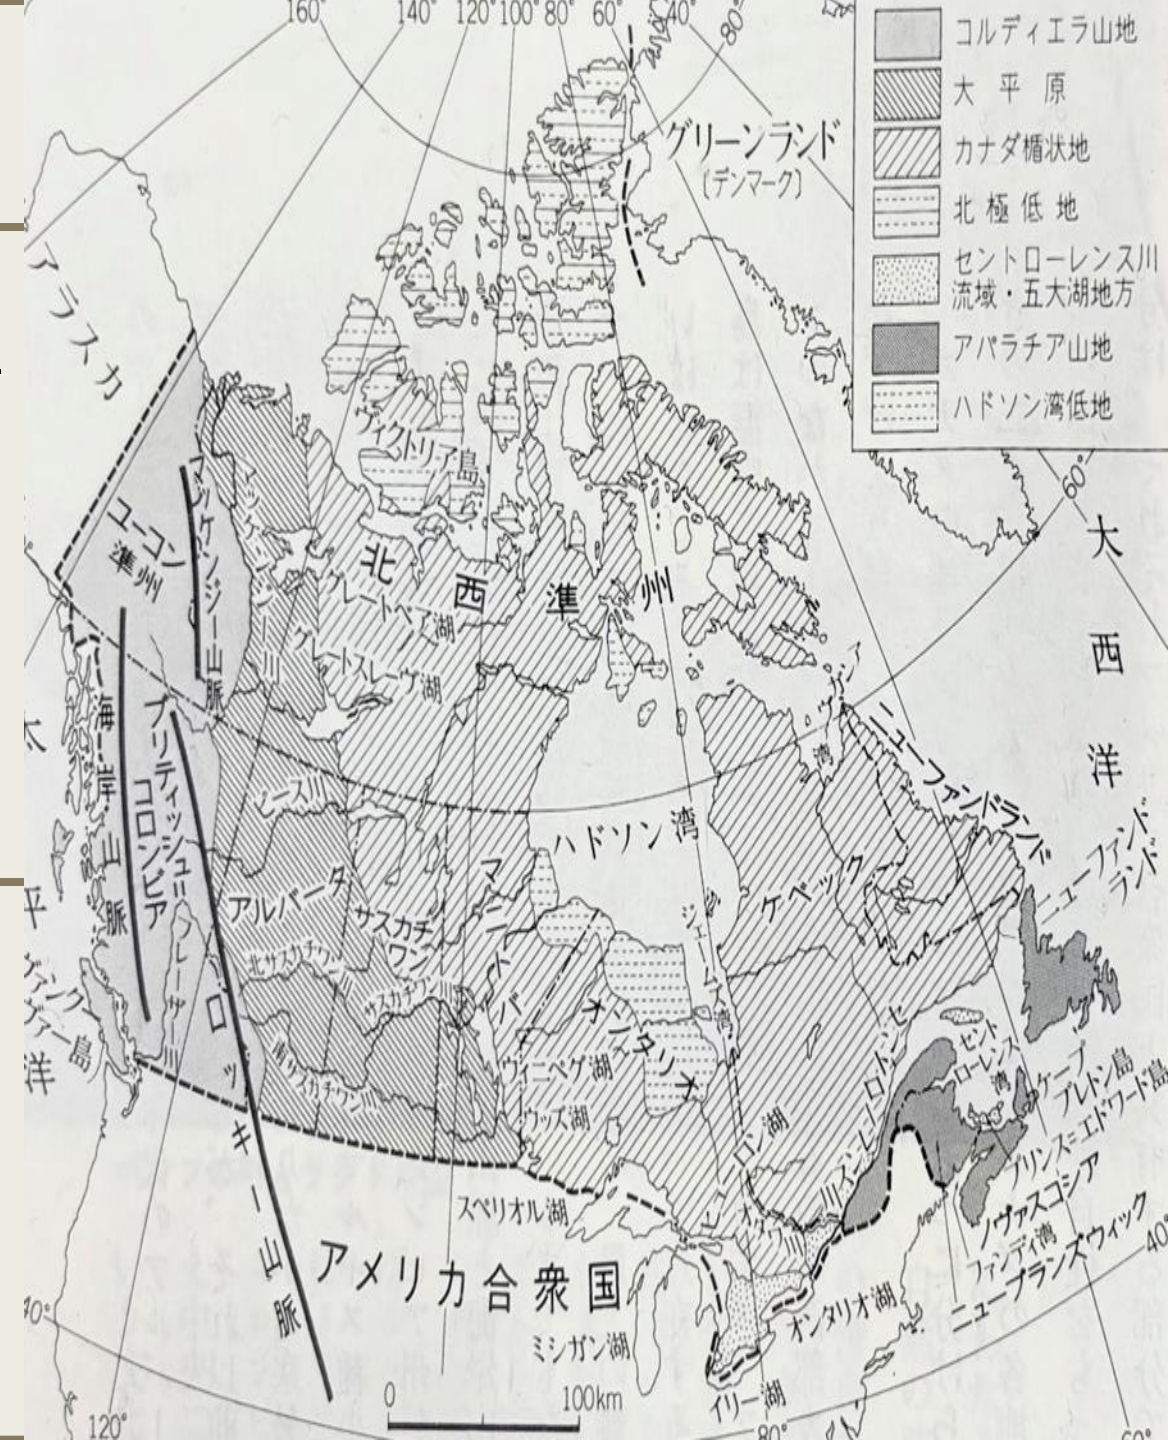 160°
140°
120°
100°
80°
60°
40°
80°
コルディエラ山地
大平原
カナダ楯状地
北極低地
セントローレンス川
流域・五大湖地方
アパラチア山地
ハドソン湾低地
グリーンランド
(デンマーク)
アラスカ
ヴィクトリア島
60°
大西洋
マッケンジー山脈
マッケンジー川
ユーコン
準州
北西準州
グレートベア湖
グレートスレーヴ湖
海岸山脈
ブリティッシュ=
コロンビア
ピース川
ハドソン湾
ニューファンドランド
ニューファンド
ランド
アルバータ
サスカチ
ワン
マニトバ
ケベック
ジェームス湾
北サスカチワン川
サスカチワン川
南サスカチワン川
フレーザー川
ロッキー山脈
太平洋
ヴァンクー
ヴァー島
オンタリオ
ウィニペグ湖
ウッズ湖
セントローレンス川
セント
ローレンス
湾
ケープ
ブレトン島
プリンス=エドワード島
ノヴァスコシア
ファンディ湾
ニューブランズウィック
ヒューロン湖
オタワ川
スペリオル湖
アメリカ合衆国
ミシガン湖
オンタリオ湖
イリー湖
40°
40°
0
100km
120°
80°
60°